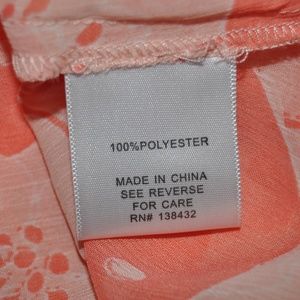 100%POLYESTER
MADE IN CHINA
SEE REVERSE
FOR CARE
RN# 138432